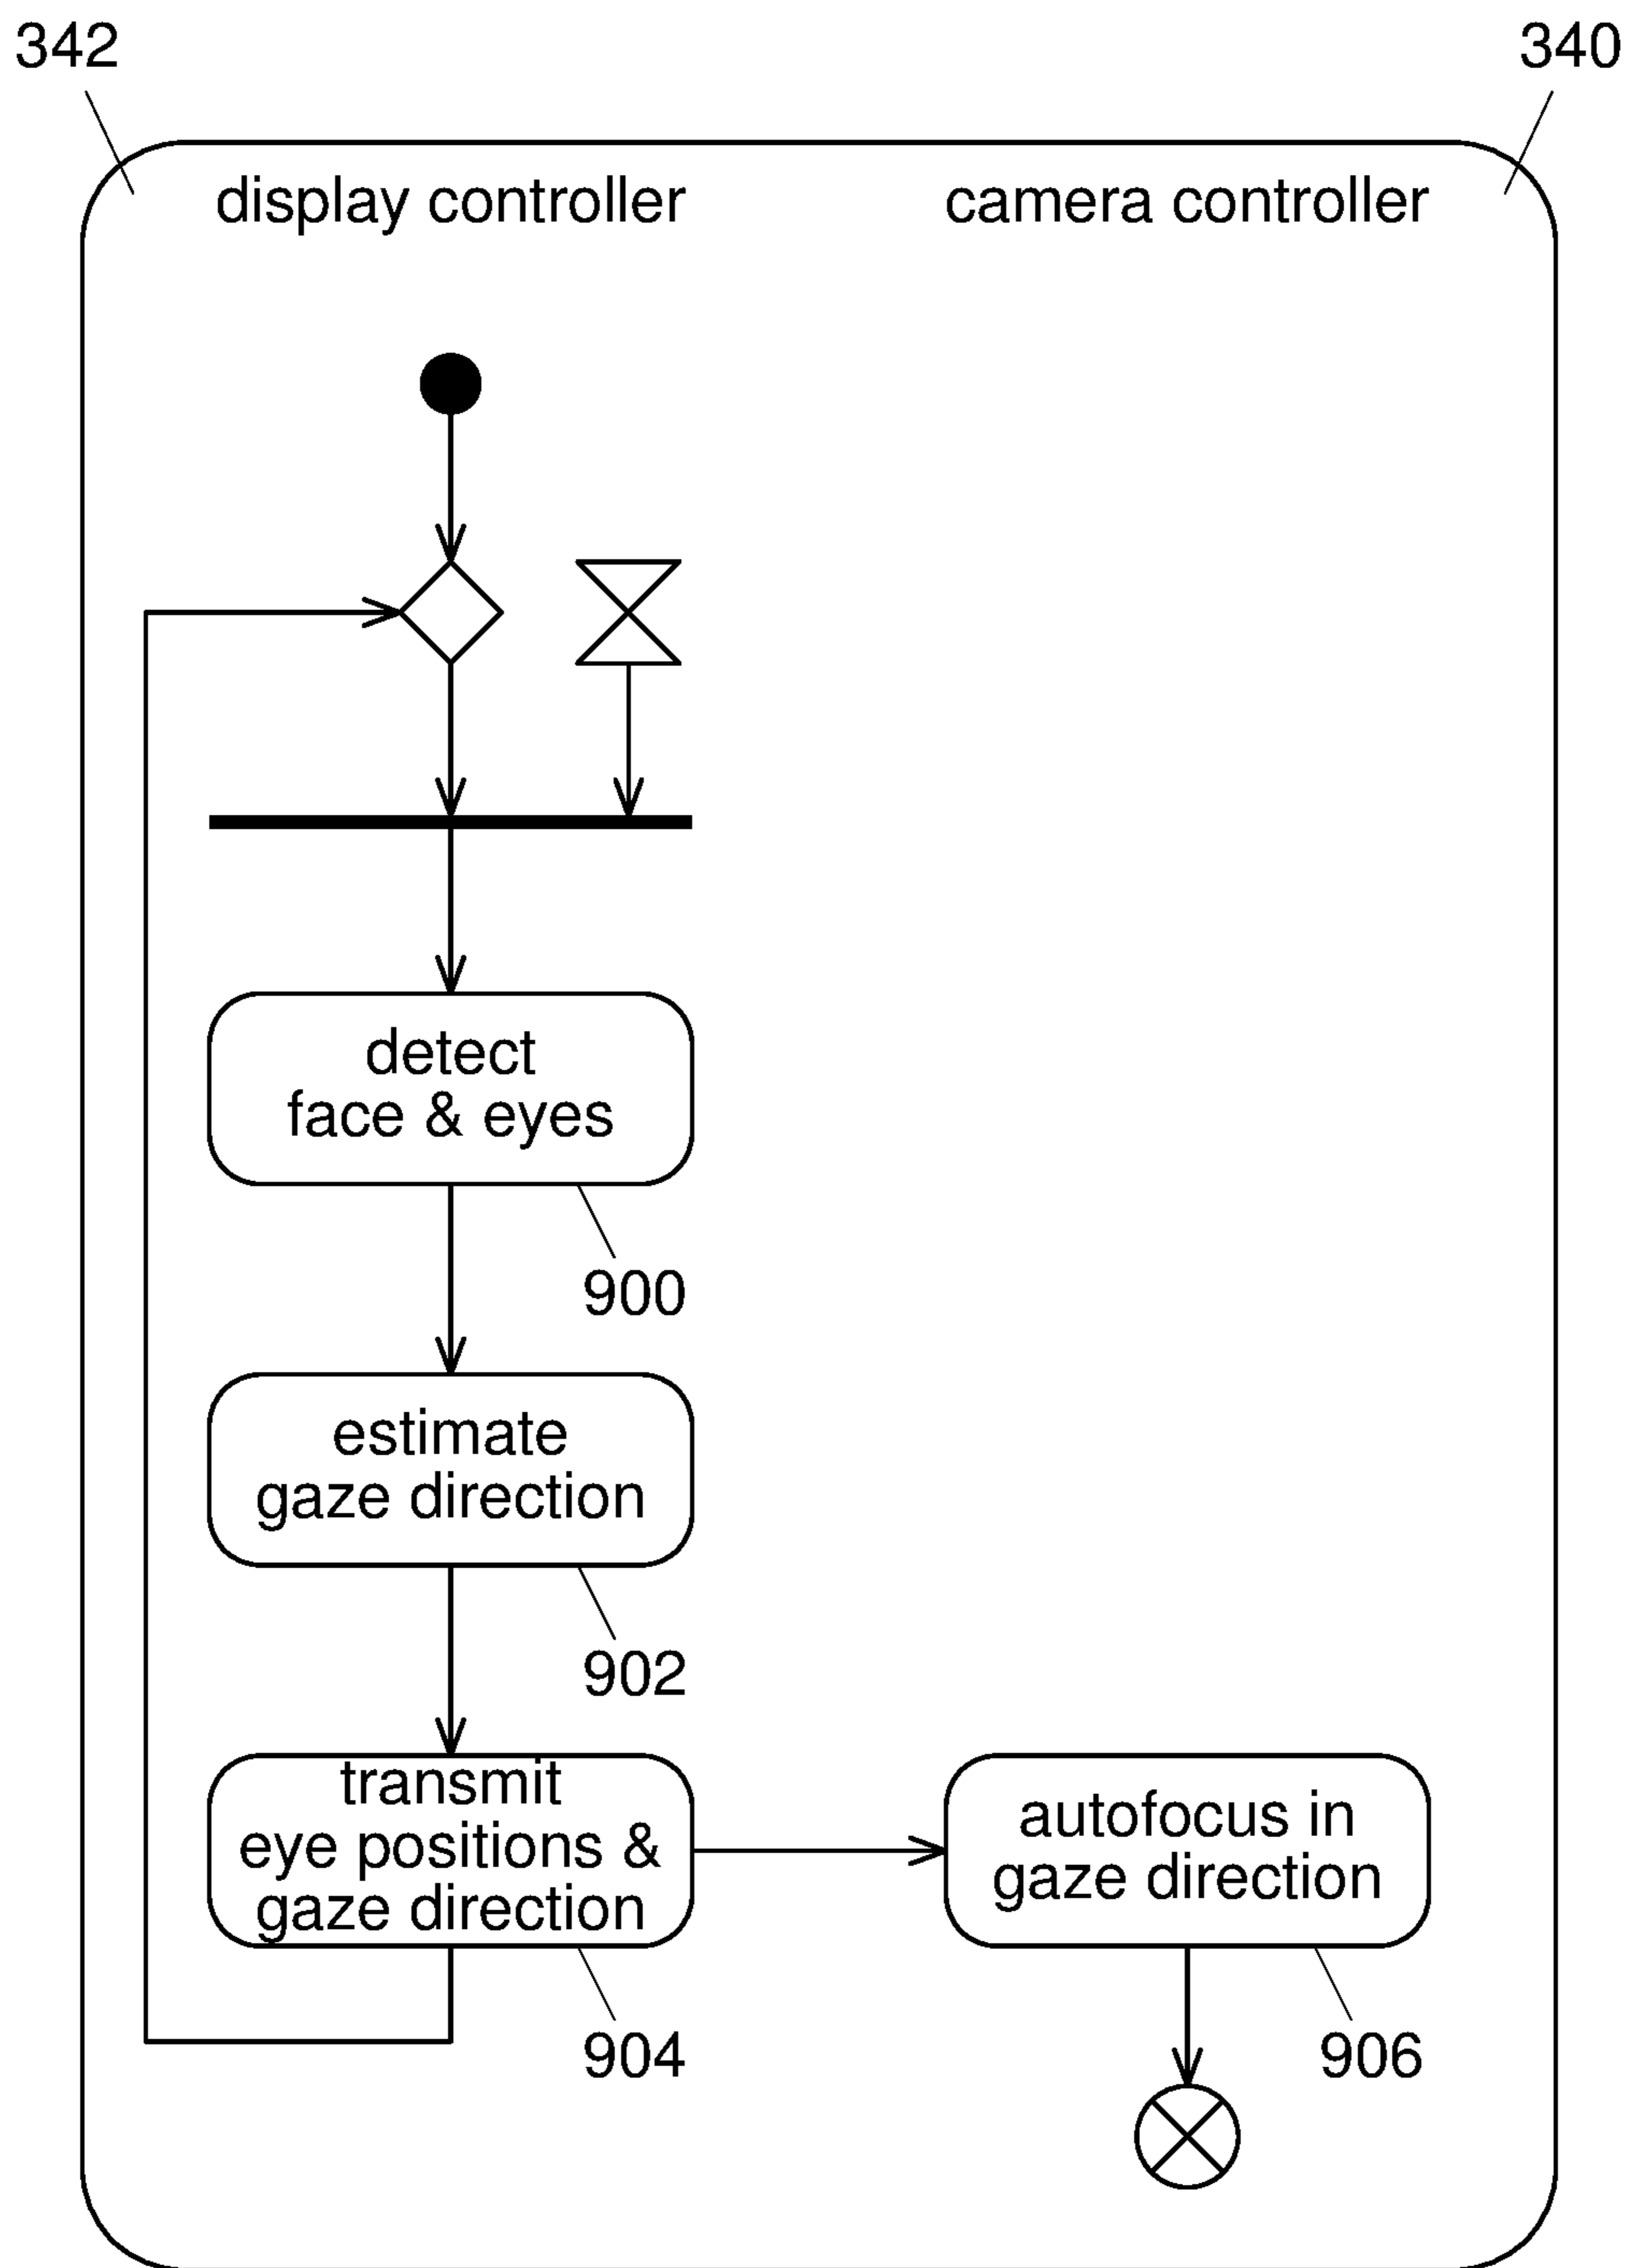 342
340
display controller
camera controller
detect
face & eyes
900
estimate
gaze direction
902
transmit
eye positions &
gaze direction
904
autofocus in
gaze direction
906